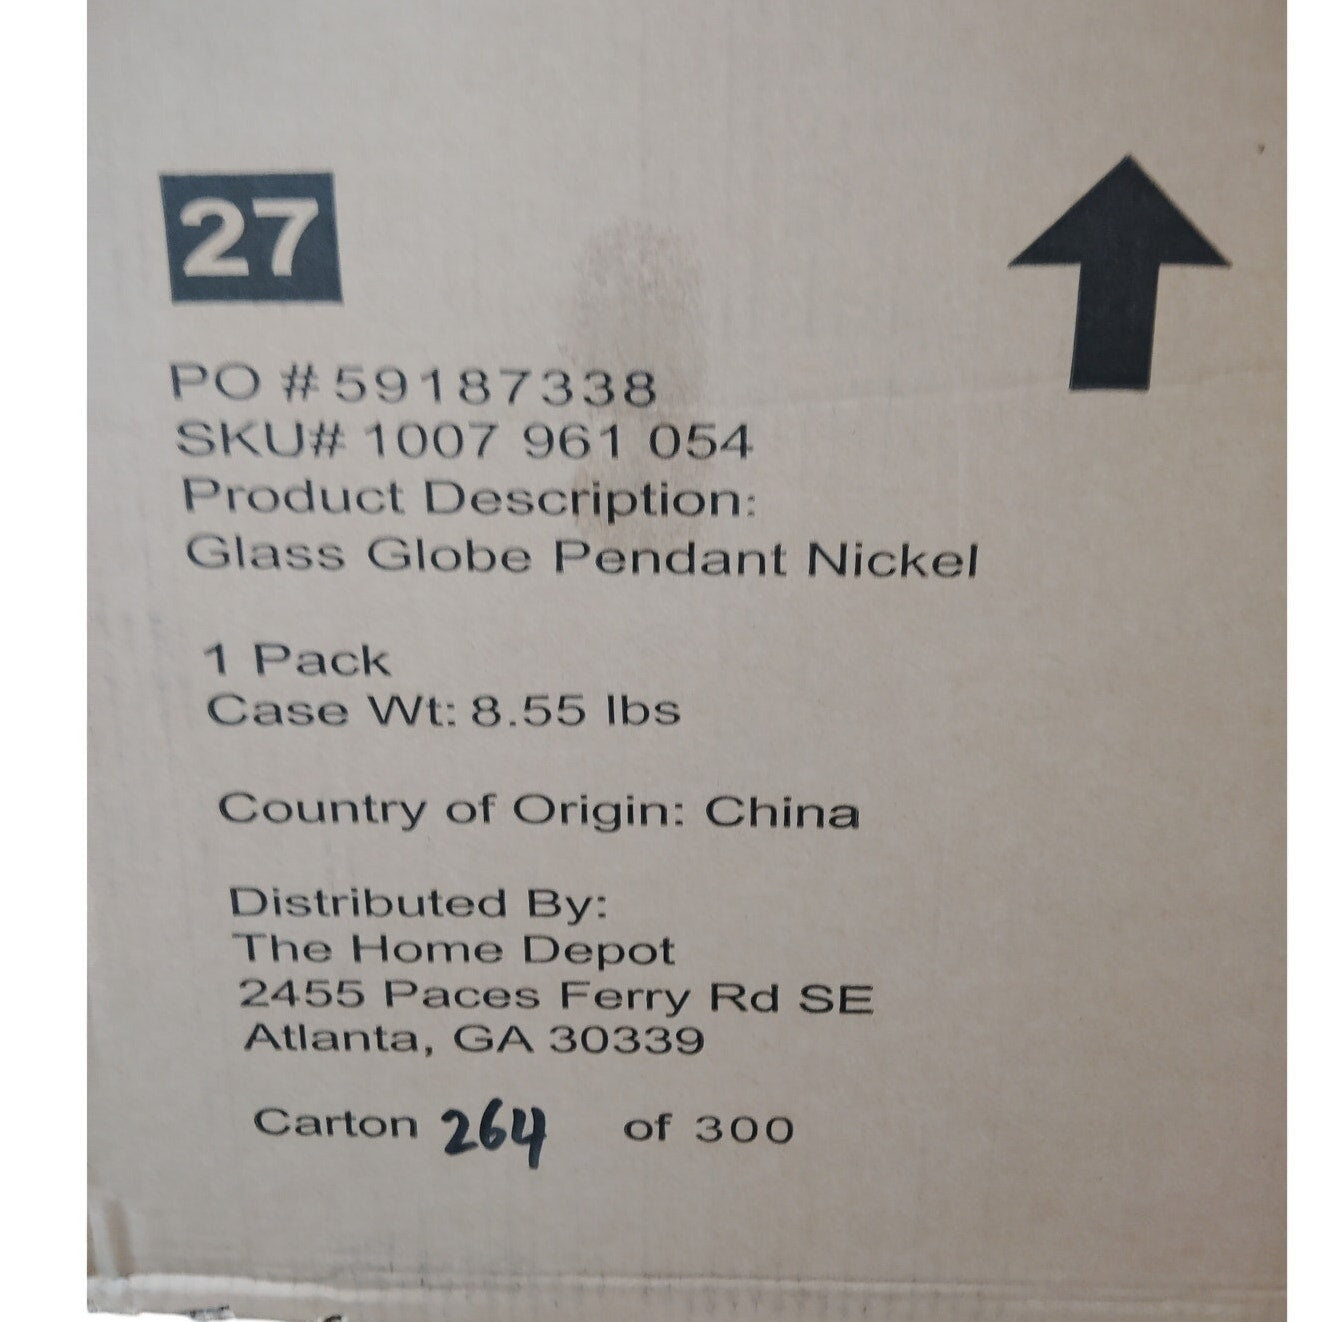 27
PO # 59187338
SKU# 1007 961 054
Product Description:
Glass Globe Pendant Nickel
1 Pack
Case Wt: 8.55 lbs
Country of Origin: China
Distributed By:
The Home Depot
2455 Paces Ferry Rd SE
Atlanta, GA 30339
Carton 264 of 300